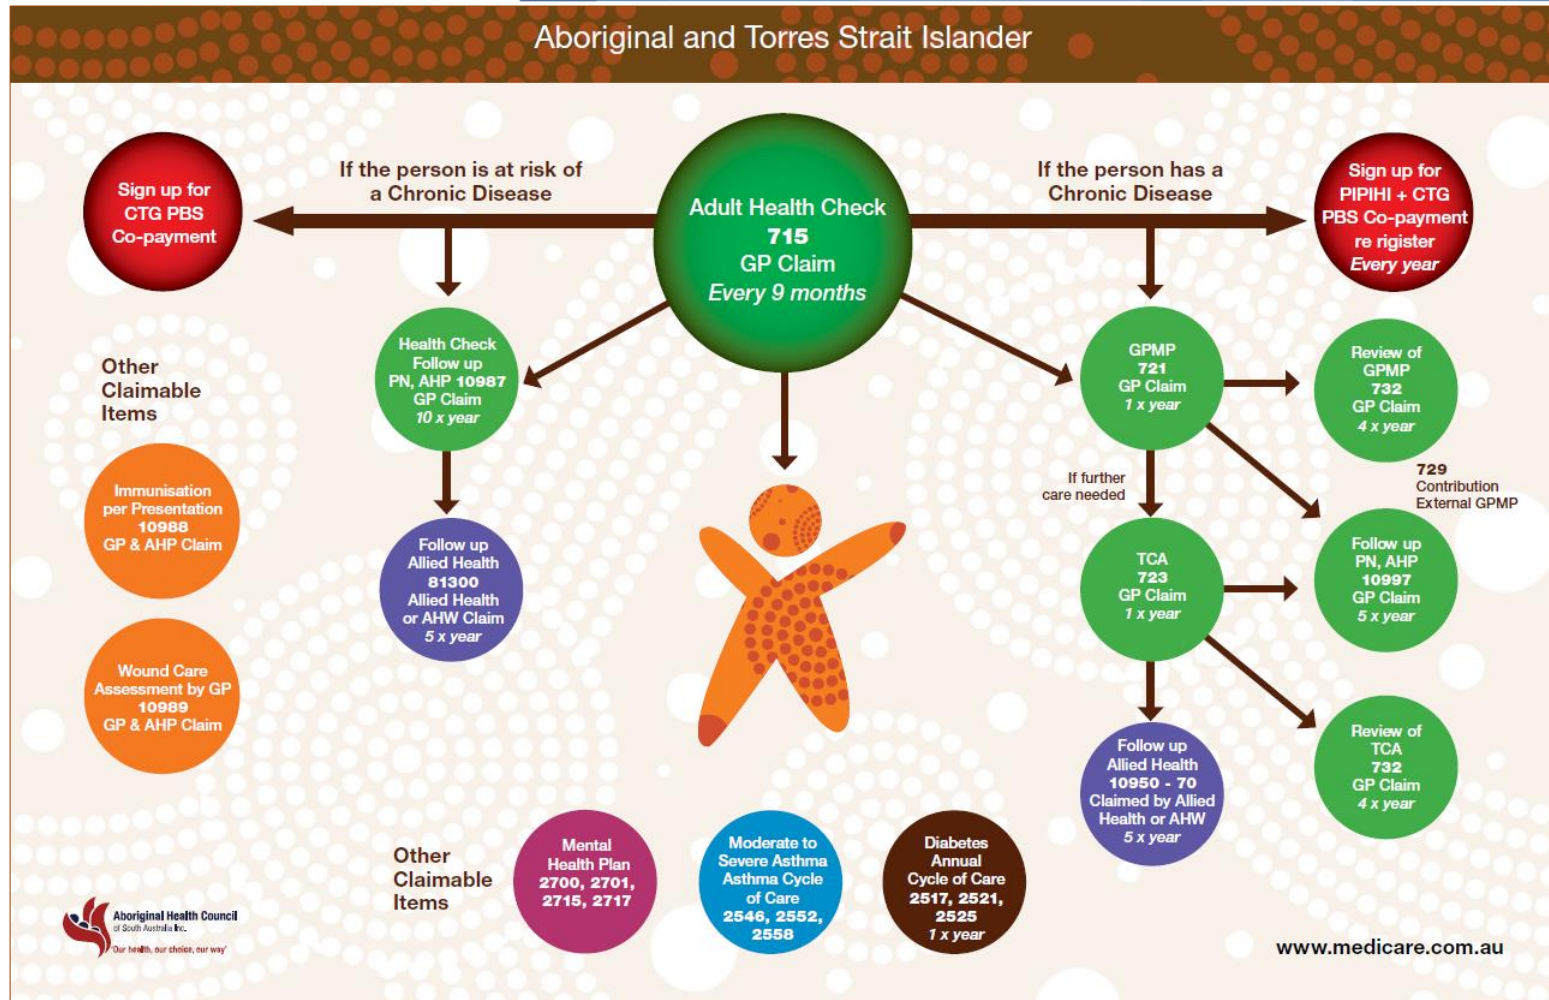 Aboriginal and Torres Strait Islander
Sign up for
CTG PBS
Co-payment
If the person is at risk of
a Chronic Disease
Adult Health Check
715
GP Claim
Every 9 months
If the person has a
Chronic Disease
Sign up for
PIPIHI + CTG
PBS Co-payment
re rigister
Every year
Health Check
Follow up
PN, AHP 10987
GP Claim
10 x year
GPMP
721
GP Claim
1 x year
Review of
GPMP
732
GP Claim
4 x year
Other
Claimable
Items
Immunisation
per Presentation
10988
GP & AHP Claim
Wound Care
Assessment by GP
10989
GP & AHP Claim
Follow up
Allied Health
81300
Allied Health
or AHW Claim
5 x year
If further
care needed
729
Contribution
External GPMP
TCA
723
GP Claim
1 x year
Follow up
PN, AHP
10997
GP Claim
5 x year
Follow up
Allied Health
10950 - 70
Claimed by Allied
Health or AHW
5 x year
Review of
TCA
732
GP Claim
4 x year
Other
Claimable
Items
Mental
Health Plan
2700, 2701,
2715, 2717
Moderate to
Severe Asthma
Asthma Cycle
of Care
2546, 2552,
2558
Diabetes
Annual
Cycle of Care
2517, 2521,
2525
1 x year
Aboriginal Health Council
of South Australia Inc.
'Our health, our choice, our way'
www.medicare.com.au